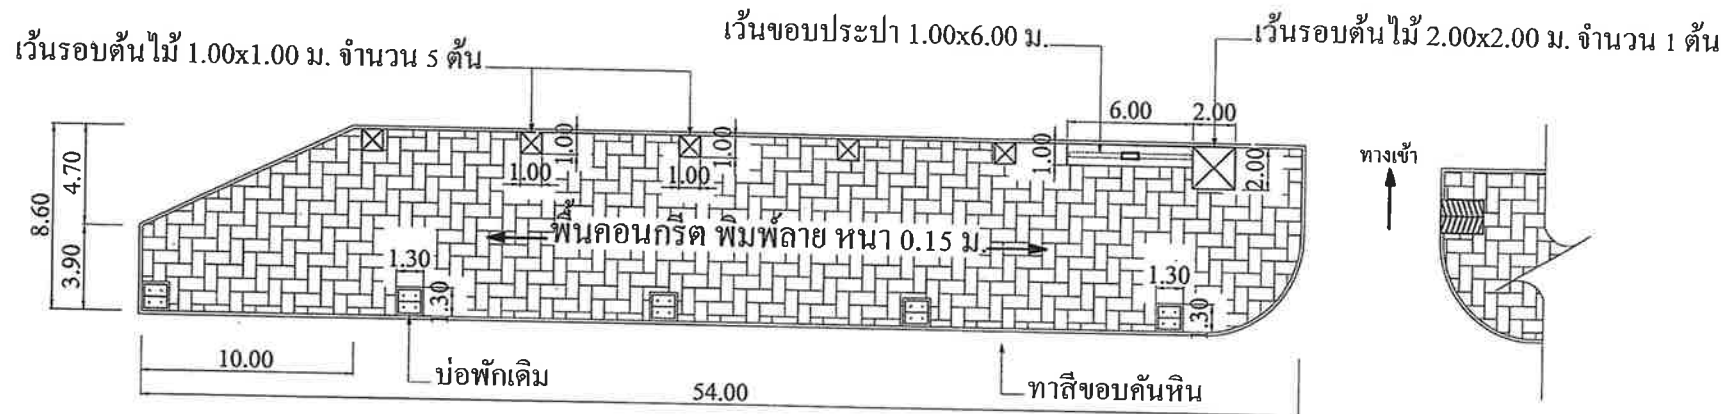 เว้นขอบประปา 1.00x6.00 ม.
เว้นรอบต้นไม้ 2.00x2.00 ม. จำนวน 1 ต้น
เว้นรอบต้นไม้ 1.00x1.00 ม. จำนวน 5 ต้น
6.00
2.00
8.60
4.70
3.90
1.00
1.00
1.00
1.00
1.00
2.00
ทางเข้า
พื้นคอนกรีต พิมพ์ลาย หนา 0.15 ม.
1.30
1.30
1.30
.30
10.00
บ่อพักเดิม
54.00
ทาสีขอบคันหิน